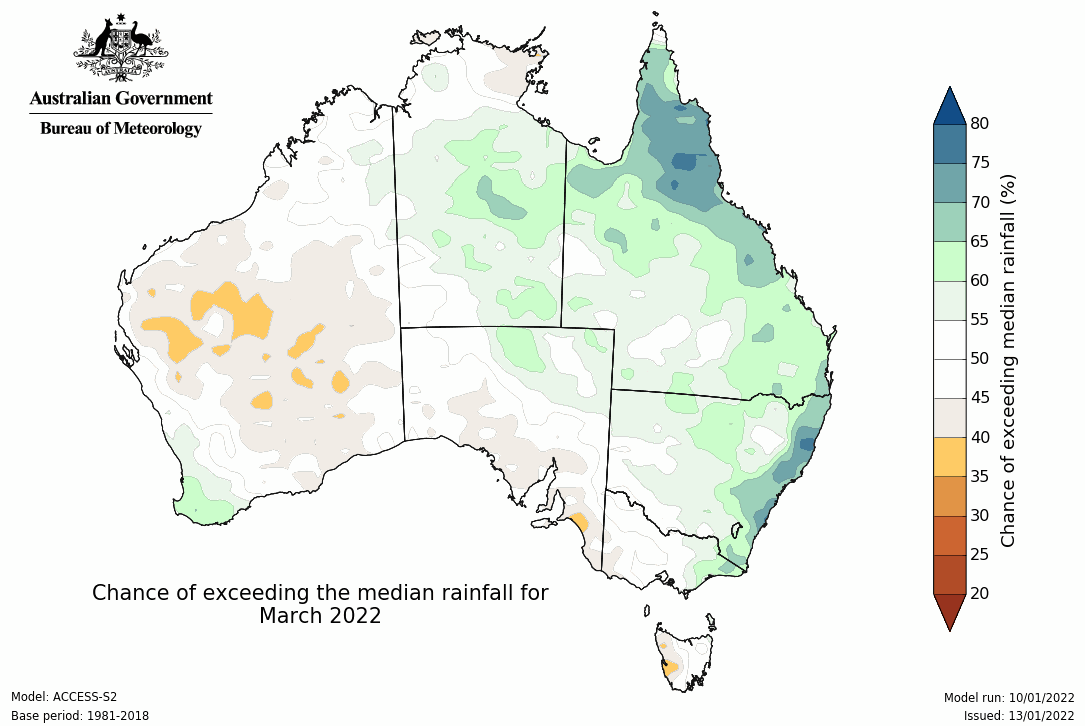 Australian Government
Bureau of Meteorology
80
75
70
65
60
55
50
45
40
35
30
25
20
Chance of exceeding median rainfall (%)
Chance of exceeding the median rainfall for
March 2022
Model: ACCESS-S2
Base period: 1981-2018
Model run: 10/01/2022
Issued: 13/01/2022